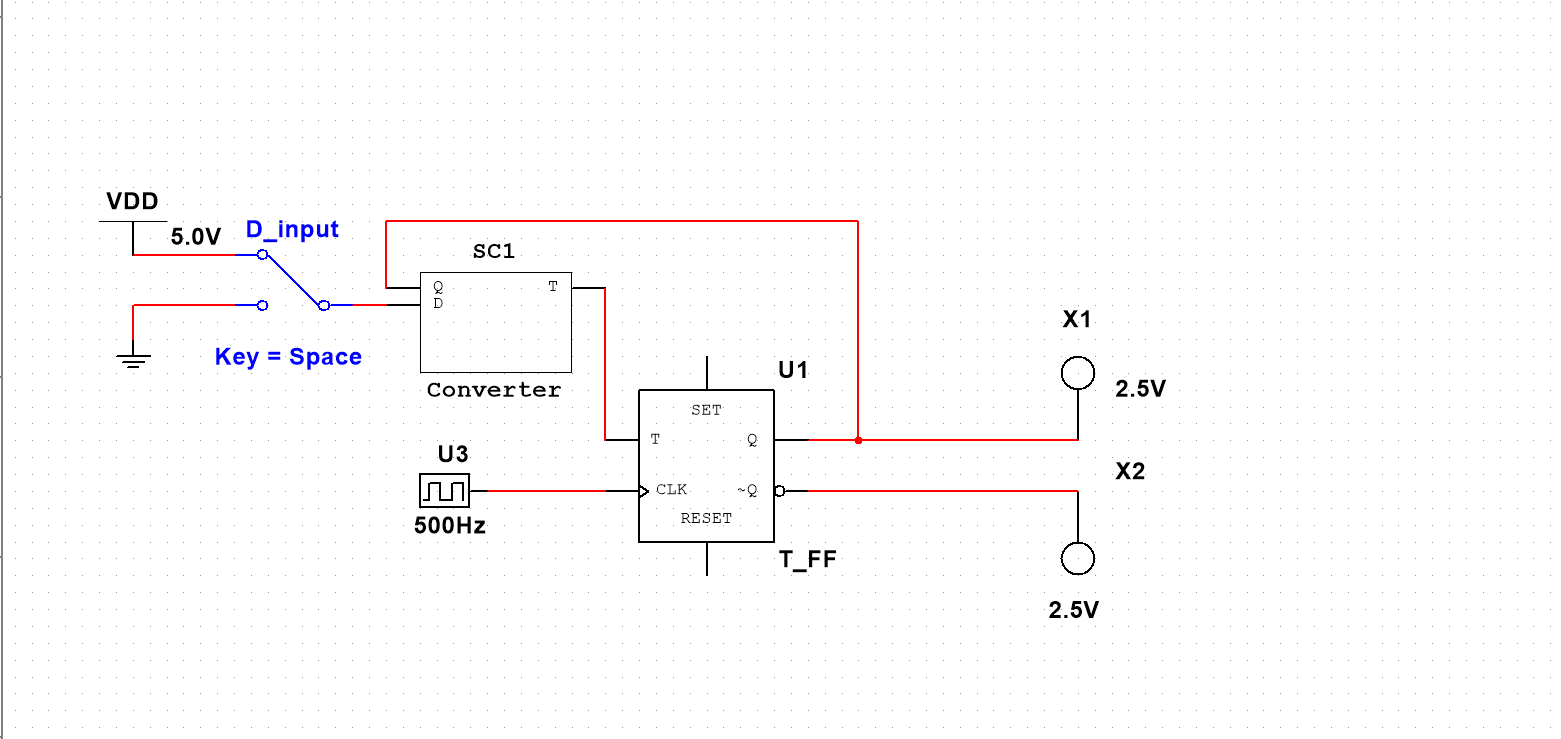 VDD
5.0V
D_input
SC1
Q
T
D
Key = Space
Converter
X1
U1
2.5V
SET
T
Q
U3
X2
CLK
~Q
RESET
500Hz
T_FF
2.5V